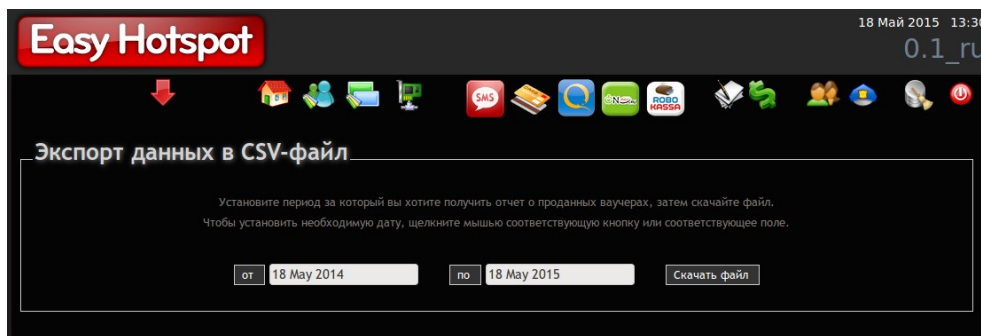 Easy Hotspot
18 Май 2015 13:30
0.1_ru
SMS
ROBO
KASSA
Экспорт данных в CSV-файл
Установите период за который вы хотите получить отчет о проданных ваучерах, затем скачайте файл.
Чтобы установить необходимую дату, щелкните мышью соответствующую кнопку или соответствующее поле.
от 18 May 2014 по 18 May 2015 Скачать файл